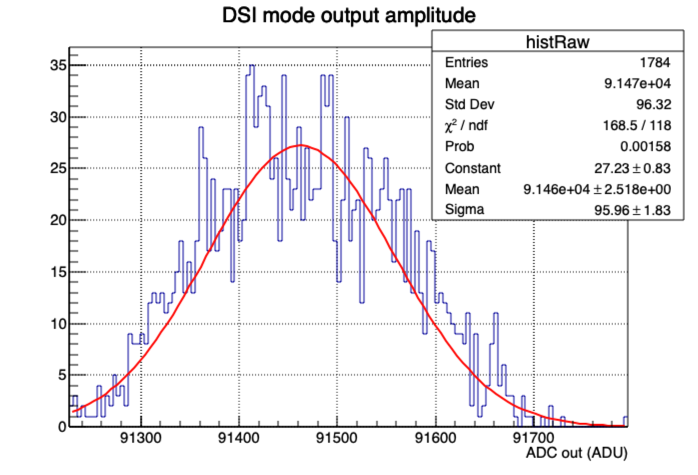 DSI mode output amplitude
histRaw
Entries 1784
Mean 9.147e+04
Std Dev 96.32
χ² / ndf 168.5 / 118
Prob 0.00158
Constant 27.23 ± 0.83
Mean 9.146e+04 ± 2.518e+00
Sigma 95.96 ± 1.83
35
30
25
20
15
10
5
0
91300 91400 91500 91600 91700
ADC out (ADU)